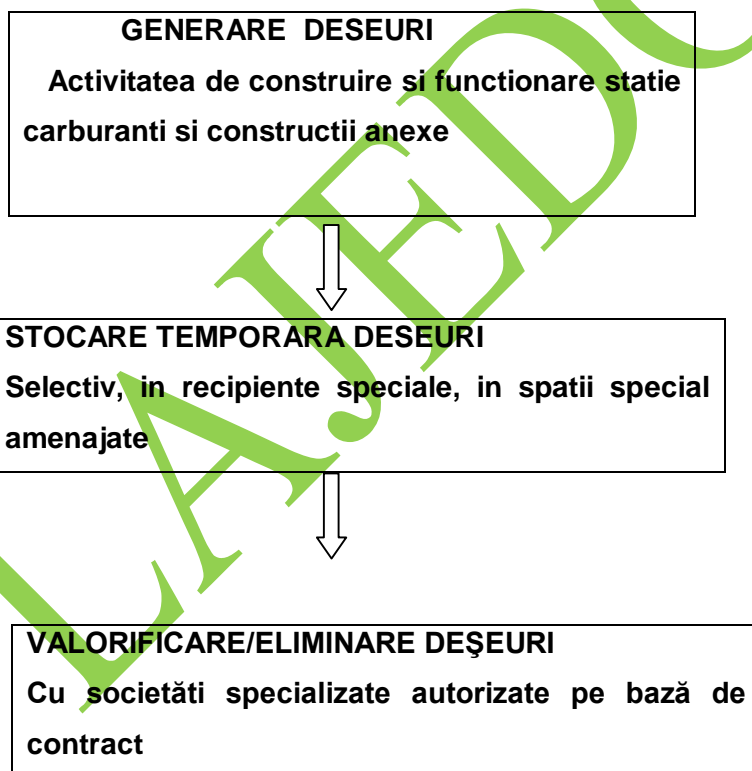 GENERARE DESEURI
Activitatea de construire si functionare statie
carburanti si constructii anexe
STOCARE TEMPORARA DESEURI
Selectiv, in recipiente speciale, in spatii special
amenajate
VALORIFICARE/ELIMINARE DEŞEURI
Cu societăti specializate autorizate pe bază de
contract
LAJEDO